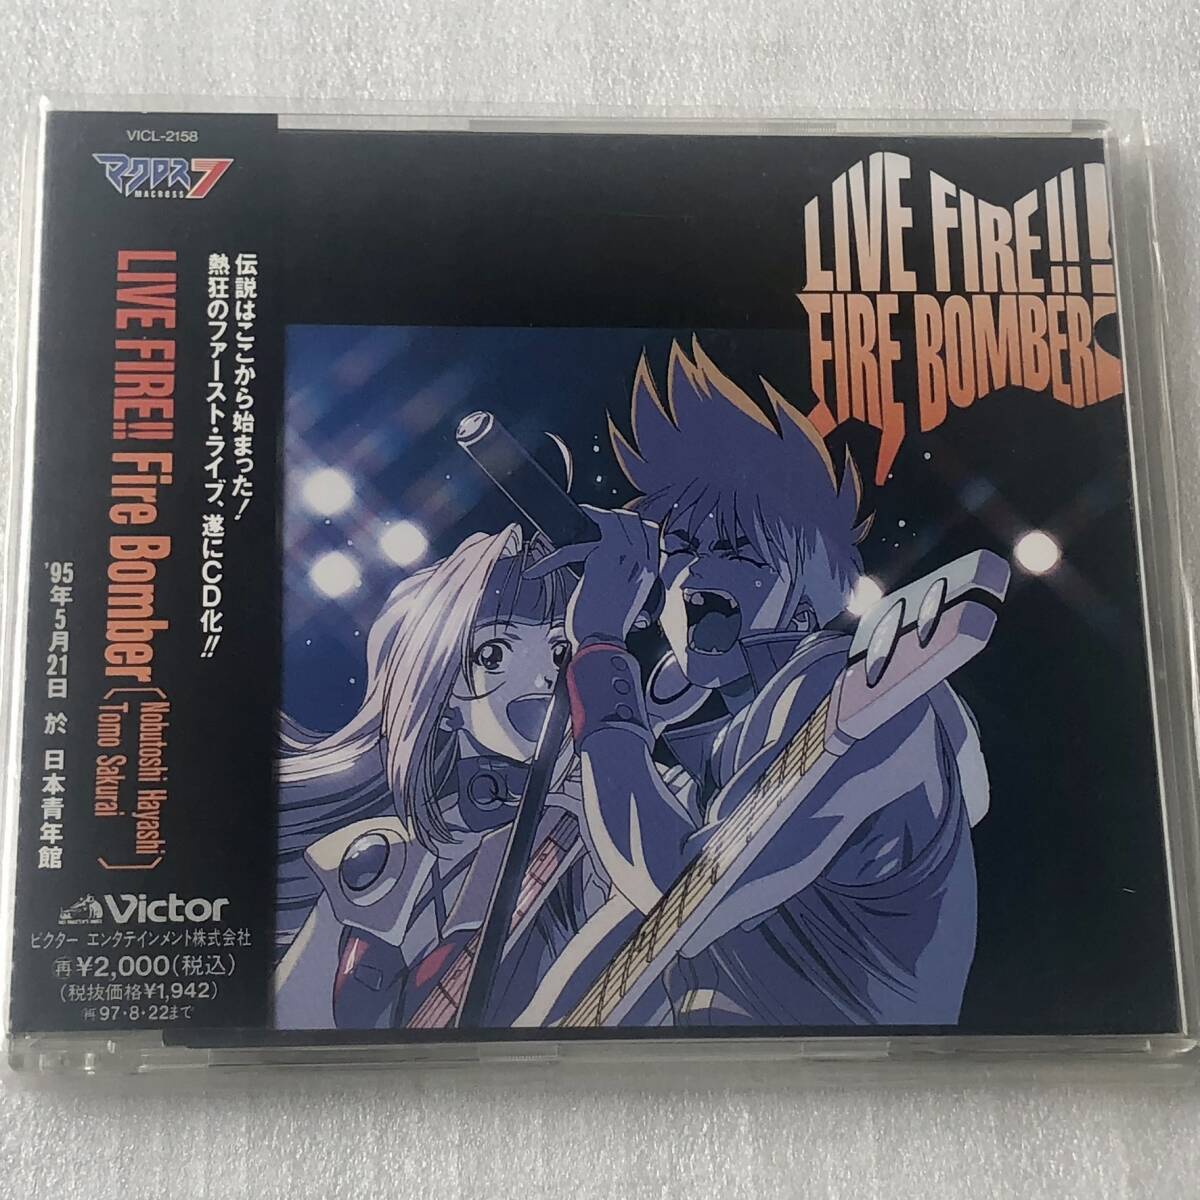 VICL-2158
マクロス7
MACROSS
伝説はここから始まった!
熱狂のファースト・ライブ、遂にCD化!!
LIVE FIRE!! Fire Bomber
Nobutoshi Hayashi
Tomo Sakurai
'95年5月21日 於 日本青年館
Victor
ビクター エンタテインメント株式会社
再¥2,000(税込)
(税抜価格¥1,942)
再97・8・22まで
LIVE FIRE!!
FIRE BOMBER